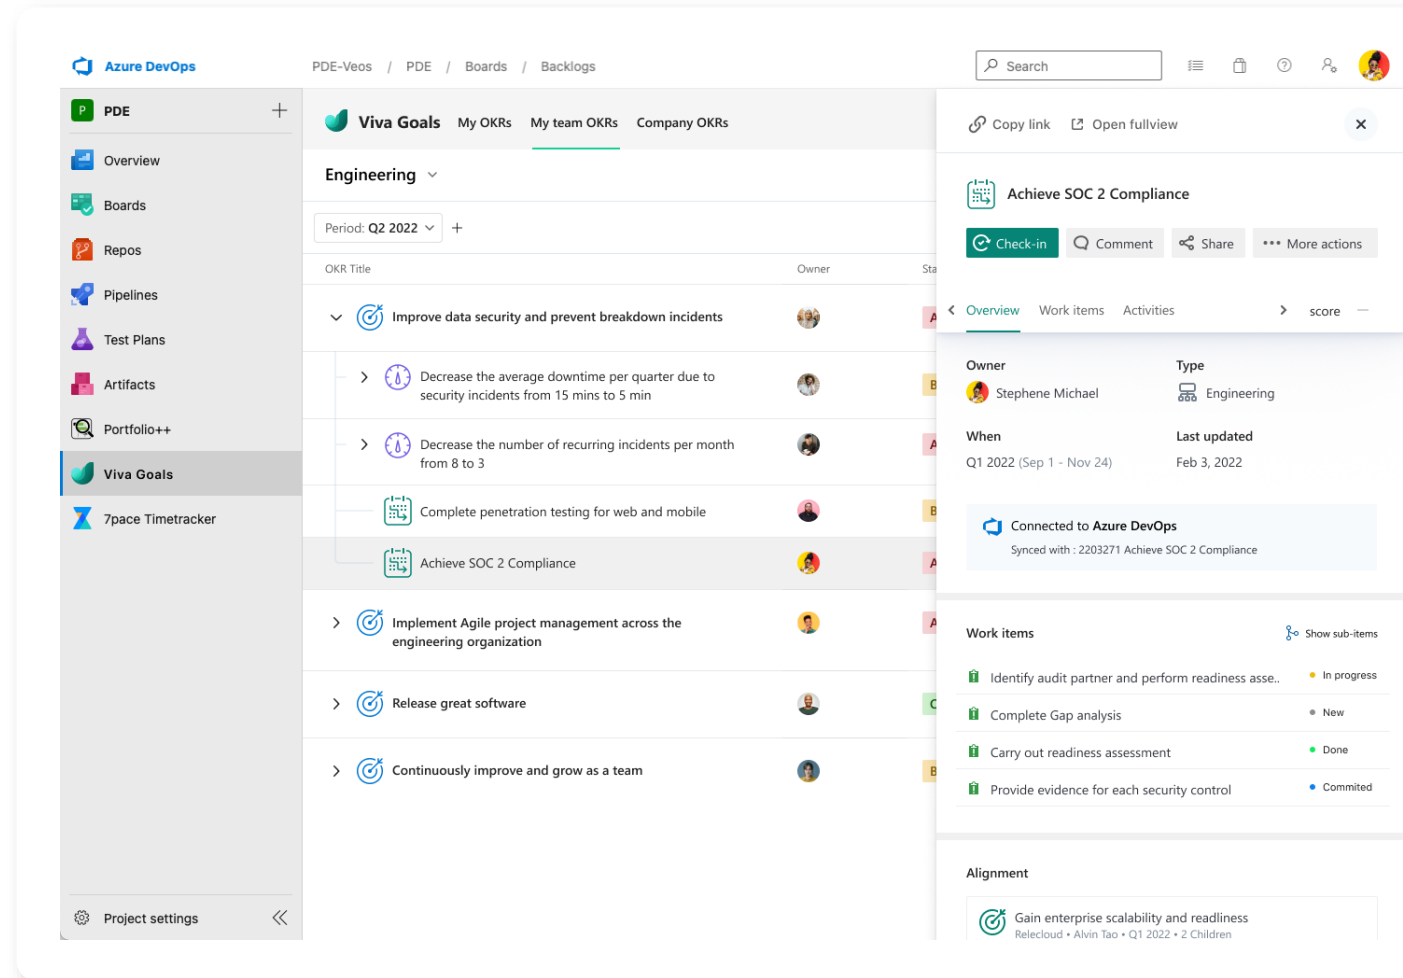 Azure DevOps
PDE-Veos / PDE / Boards / Backlogs
Search
P PDE
Overview
Boards
Repos
Pipelines
Test Plans
Artifacts
Portfolio++
Viva Goals
7pace Timetracker
Project settings
Viva Goals My OKRs My team OKRs Company OKRs
Engineering
Period: Q2 2022
OKR Title Owner Sta
Improve data security and prevent breakdown incidents A
Decrease the average downtime per quarter due to
security incidents from 15 mins to 5 min B
Decrease the number of recurring incidents per month
from 8 to 3 A
Complete penetration testing for web and mobile B
Achieve SOC 2 Compliance A
Implement Agile project management across the
engineering organization A
Release great software C
Continuously improve and grow as a team B
Copy link Open fullview
Achieve SOC 2 Compliance
Check-in Comment Share More actions
Overview Work items Activities score
Owner Type
Stephene Michael Engineering
When Last updated
Q1 2022 (Sep 1 - Nov 24) Feb 3, 2022
Connected to Azure DevOps
Synced with : 2203271 Achieve SOC 2 Compliance
Work items Show sub-items
Identify audit partner and perform readiness asse.. In progress
Complete Gap analysis New
Carry out readiness assessment Done
Provide evidence for each security control Commited
Alignment
Gain enterprise scalability and readliness
Relecloud • Alvin Tao • Q1 2022 • 2 Children